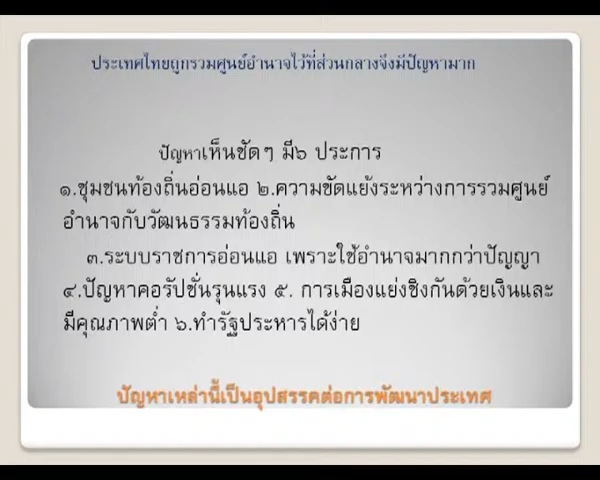 ประเทศไทยถูกรวมศูนย์อำนาจไว้ที่ส่วนกลางจึงมีปัญหามาก
ปัญหาเห็นชัดๆ มี๖ ประการ
๑.ชุมชนท้องถิ่นอ่อนแอ ๒.ความขัดแย้งระหว่างการรวมศูนย์
อำนาจกับวัฒนธรรมท้องถิ่น
๓.ระบบราชการอ่อนแอ เพราะใช้อำนาจมากกว่าปัญญา
๔.ปัญหาคอรัปชั่นรุนแรง ๕. การเมืองแย่งชิงกันด้วยเงินและ
มีคุณภาพต่ำ ๖.ทำรัฐประหารได้ง่าย
ปัญหาเหล่านี้เป็นอุปสรรคต่อการพัฒนาประเทศ